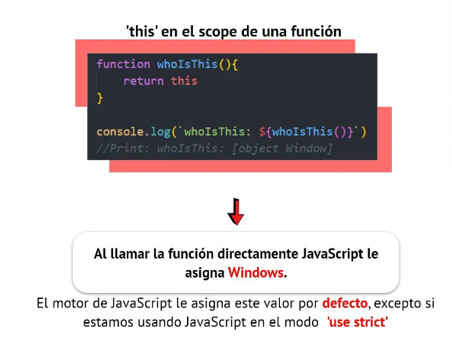 'this' en el scope de una función
function whoIsThis(){
return this
}
console.log(`whoIsThis: ${whoIsThis()}`)
//Print: whoIsThis: [object Window]
Al llamar la función directamente JavaScript le
asigna Windows.
El motor de JavaScript le asigna este valor por defecto, excepto si
estamos usando JavaScript en el modo 'use strict'